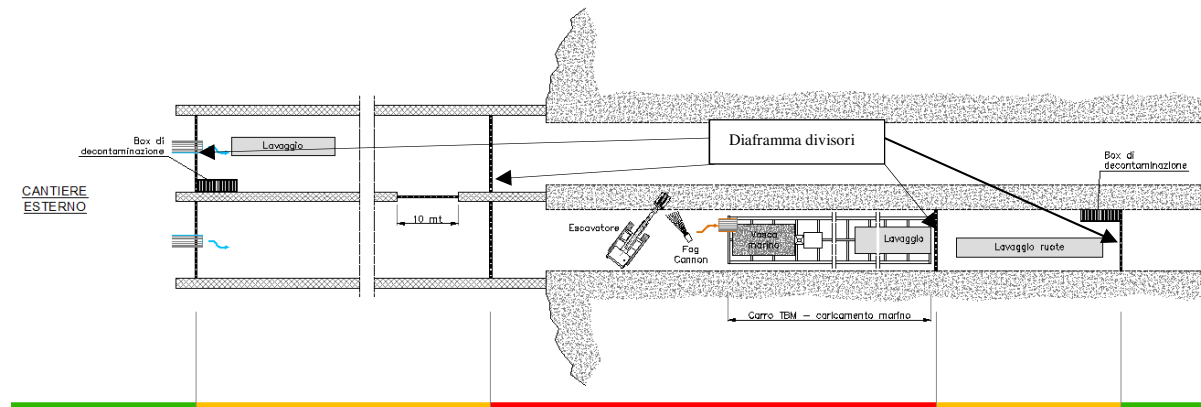 Box di
decontaminazione
Lavaggio
Diaframma divisori
Box di
decontaminazione
CANTIERE
ESTERNO
10 mt
Escavatore
Fog
Cannon
Vasca
marino
Lavaggio
Lavaggio ruote
Carro TBM – caricamento marino